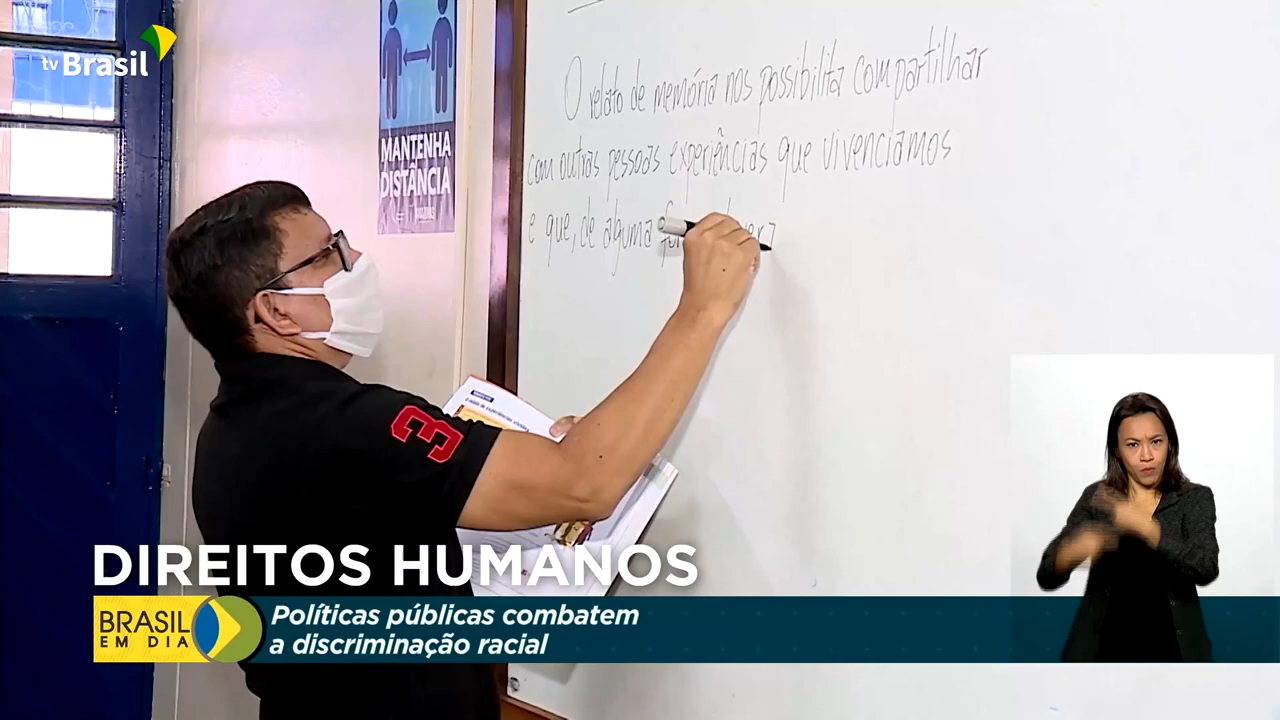 tv Brasil
MANTENHA
DISTÂNCIA
O relato de memória nos possibilita compartilhar
com outras pessoas experiências que vivenciamos
e que, de alguma
3
DIREITOS HUMANOS
BRASIL
EM DIA
Políticas públicas combatem
a discriminação racial